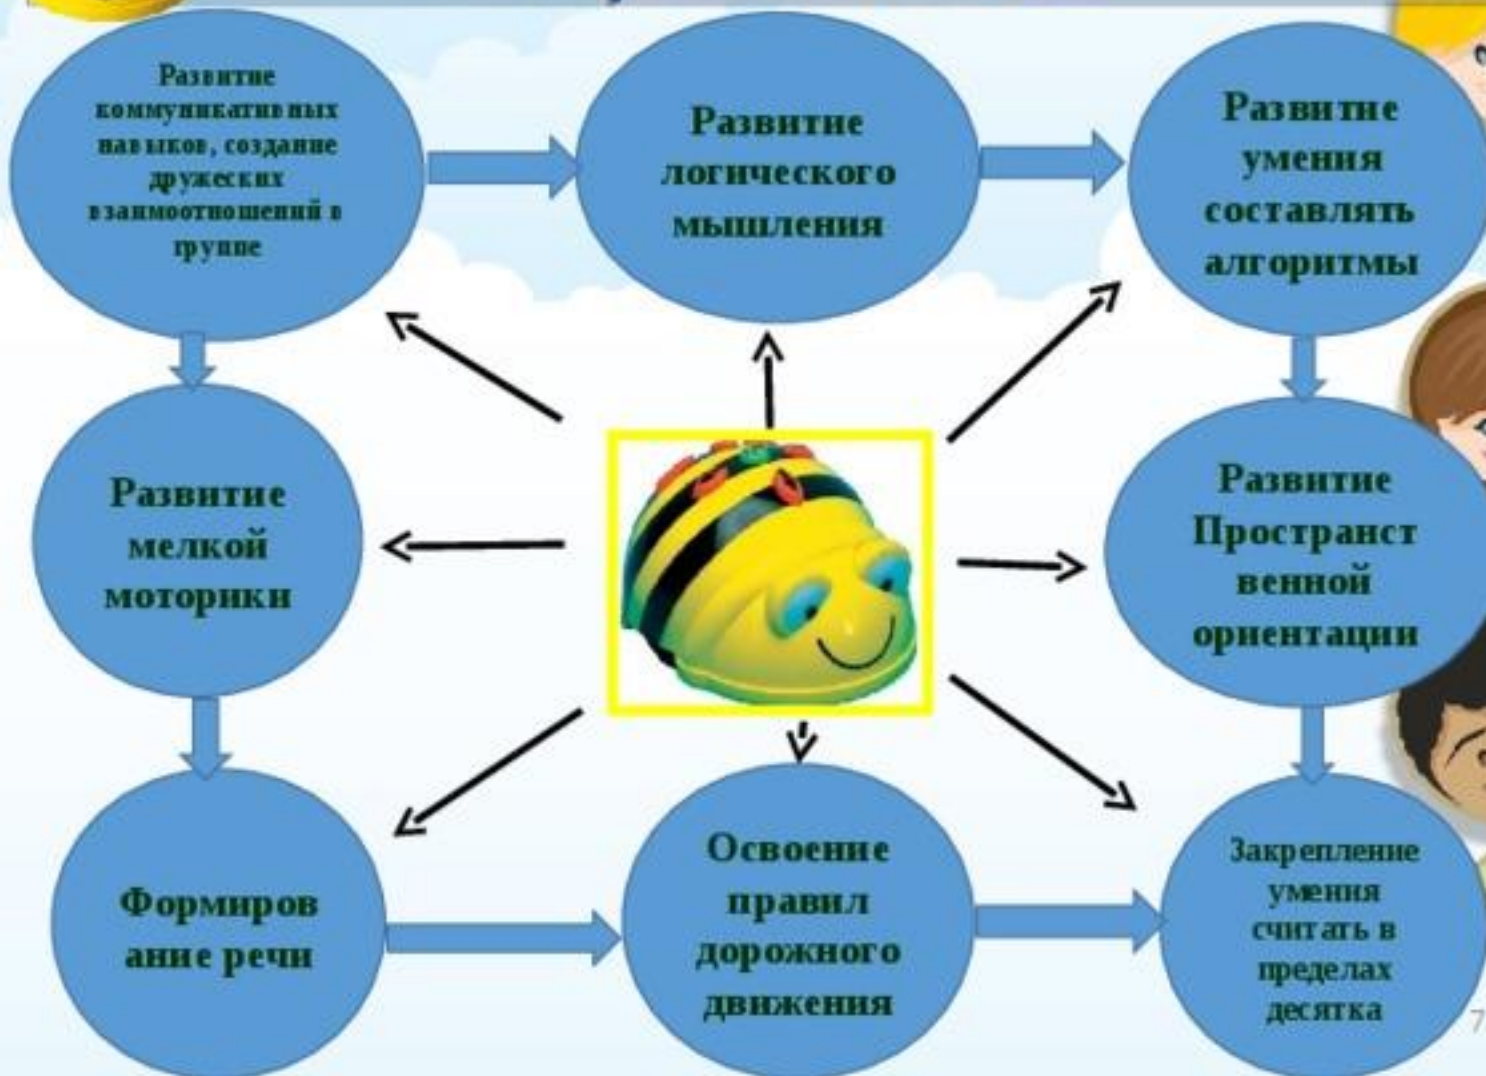 Развитие
коммуникативных
навыков, создание
дружеских
взаимоотношений в
группе
Развитие
логического
мышления
Развитие
умения
составлять
алгоритмы
Развитие
мелкой
моторики
Развитие
Пространст
венной
ориентации
Формиров
ание речи
Освоение
правил
дорожного
движения
Закрепление
умения
считать в
пределах
десятка
7